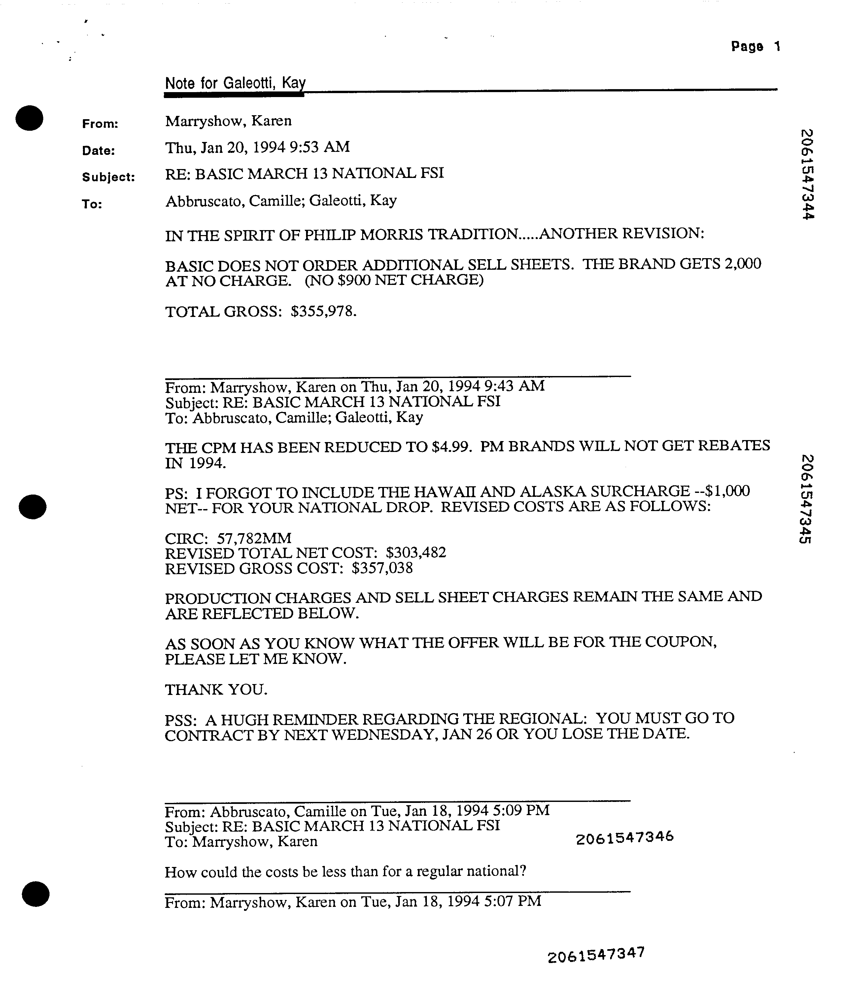 Page 1
Note for Galeotti, Kay
From: Marryshow, Karen
Date: Thu, Jan 20, 1994 9:53 AM
Subject: RE: BASIC MARCH 13 NATIONAL FSI
To: Abbruscato, Camille; Galeotti, Kay
2061547344
IN THE SPIRIT OF PHILIP MORRIS TRADITION.....ANOTHER REVISION:
BASIC DOES NOT ORDER ADDITIONAL SELL SHEETS. THE BRAND GETS 2,000
AT NO CHARGE. (NO $900 NET CHARGE)
TOTAL GROSS: $355,978.
From: Marryshow, Karen on Thu, Jan 20, 1994 9:43 AM
Subject: RE: BASIC MARCH 13 NATIONAL FSI
To: Abbruscato, Camille; Galeotti, Kay
THE CPM HAS BEEN REDUCED TO $4.99. PM BRANDS WILL NOT GET REBATES
IN 1994.
2061547345
PS: I FORGOT TO INCLUDE THE HAWAII AND ALASKA SURCHARGE --$1,000
NET-- FOR YOUR NATIONAL DROP. REVISED COSTS ARE AS FOLLOWS:
CIRC: 57,782MM
REVISED TOTAL NET COST: $303,482
REVISED GROSS COST: $357,038
PRODUCTION CHARGES AND SELL SHEET CHARGES REMAIN THE SAME AND
ARE REFLECTED BELOW.
AS SOON AS YOU KNOW WHAT THE OFFER WILL BE FOR THE COUPON,
PLEASE LET ME KNOW.
THANK YOU.
PSS: A HUGH REMINDER REGARDING THE REGIONAL: YOU MUST GO TO
CONTRACT BY NEXT WEDNESDAY, JAN 26 OR YOU LOSE THE DATE.
From: Abbruscato, Camille on Tue, Jan 18, 1994 5:09 PM
Subject: RE: BASIC MARCH 13 NATIONAL FSI
To: Marryshow, Karen
2061547346
How could the costs be less than for a regular national?
From: Marryshow, Karen on Tue, Jan 18, 1994 5:07 PM
2061547347